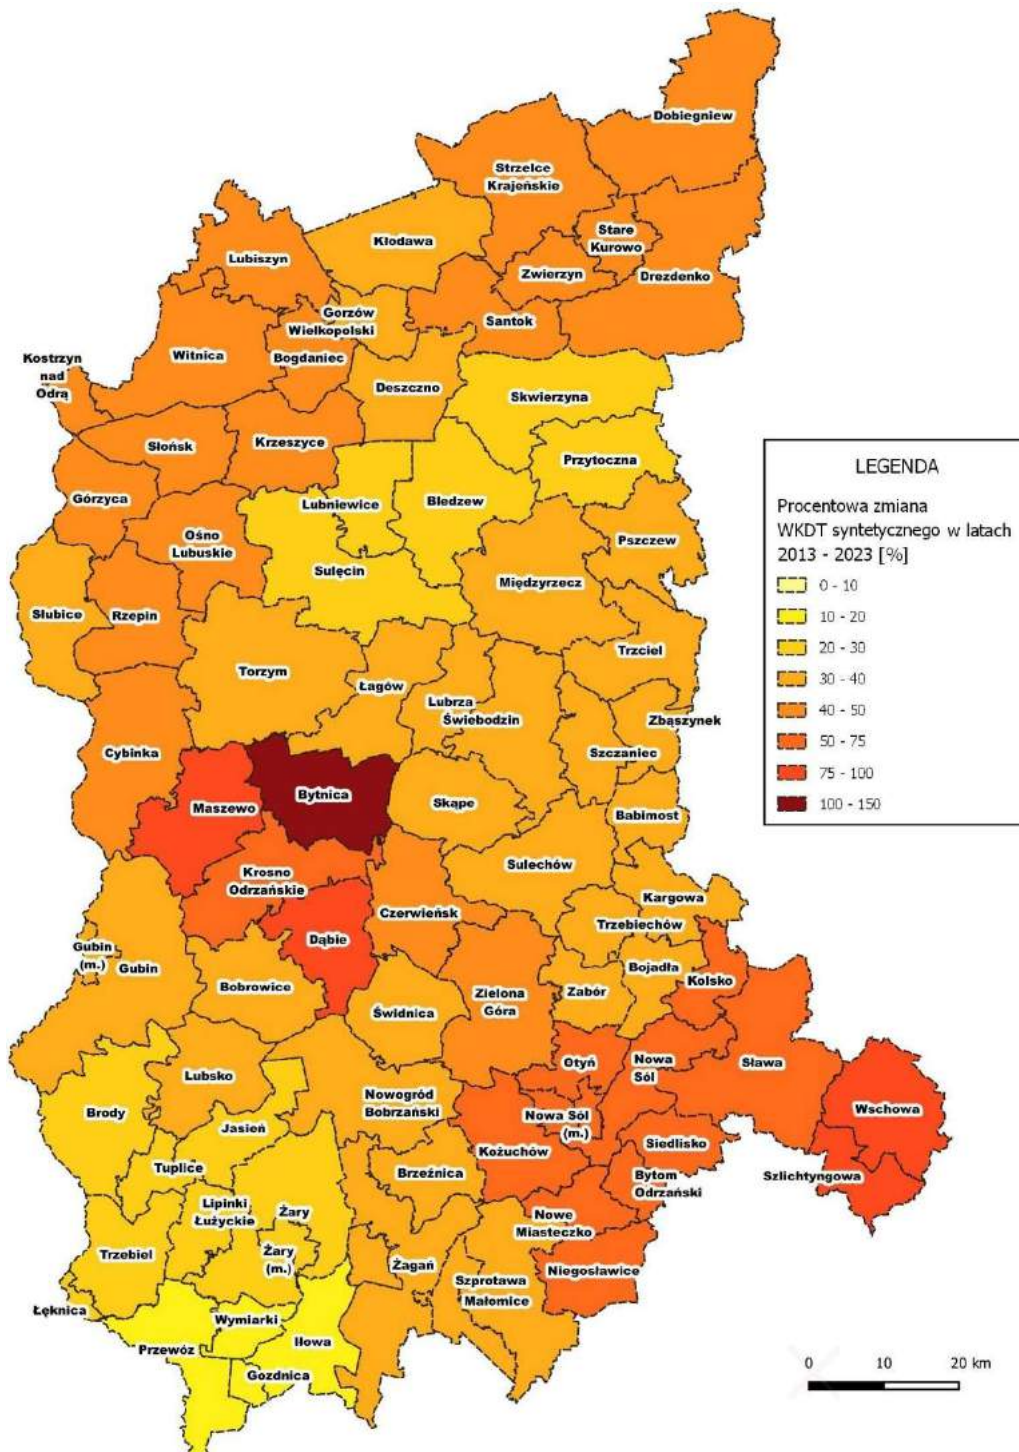 Dobiegniew
Strzelce
Krajeńskie
Stare
Kurowo
Kłodawa
Lubiszyn
Zwierzyn
Drezdenko
Gorzów
Wielkopolski
Santok
Witnica
Bogdaniec
Kostrzyn
nad
Odrą
Deszczno
Skwierzyna
Słońsk
Krzeszyce
Przytoczna
Górzyca
Lubniewice
Bledzew
Ośno
Lubuskie
Pszczew
Sulęcin
Międzyrzecz
Słubice
Rzepin
Trzciel
Torzym
Łagów
Lubrza
Świebodzin
Zbąszynek
Cybinka
Szczaniec
Bytnica
Skąpe
Maszewo
Babimost
Sulechów
Krosno
Odrzańskie
Kargowa
Czerwieńsk
Trzebiechów
Dąbie
Gubin
(m.)
Gubin
Bojadła
Kolsko
Bobrowice
Zielona
Góra
Zabór
Świdnica
Otyń
Nowa
Sól
Sława
Lubsko
Nowogród
Bobrzański
Wschowa
Brody
Jasień
Nowa Sól
(m.)
Siedlisko
Kożuchów
Tuplice
Brzeźnica
Bytom
Odrzański
Szlichtyngowa
Lipinki
Łużyckie
Żary
Nowe
Miasteczko
Trzebiel
Żary
(m.)
Żagań
Niegosławice
Szprotawa
Małomice
Łęknica
Wymiarki
Przewóz
Iłowa
Gozdnica
LEGENDA
Procentowa zmiana
WKDT syntetycznego w latach
2013 - 2023 [%]
0 - 10
10 - 20
20 - 30
30 - 40
40 - 50
50 - 75
75 - 100
100 - 150
0 10 20 km